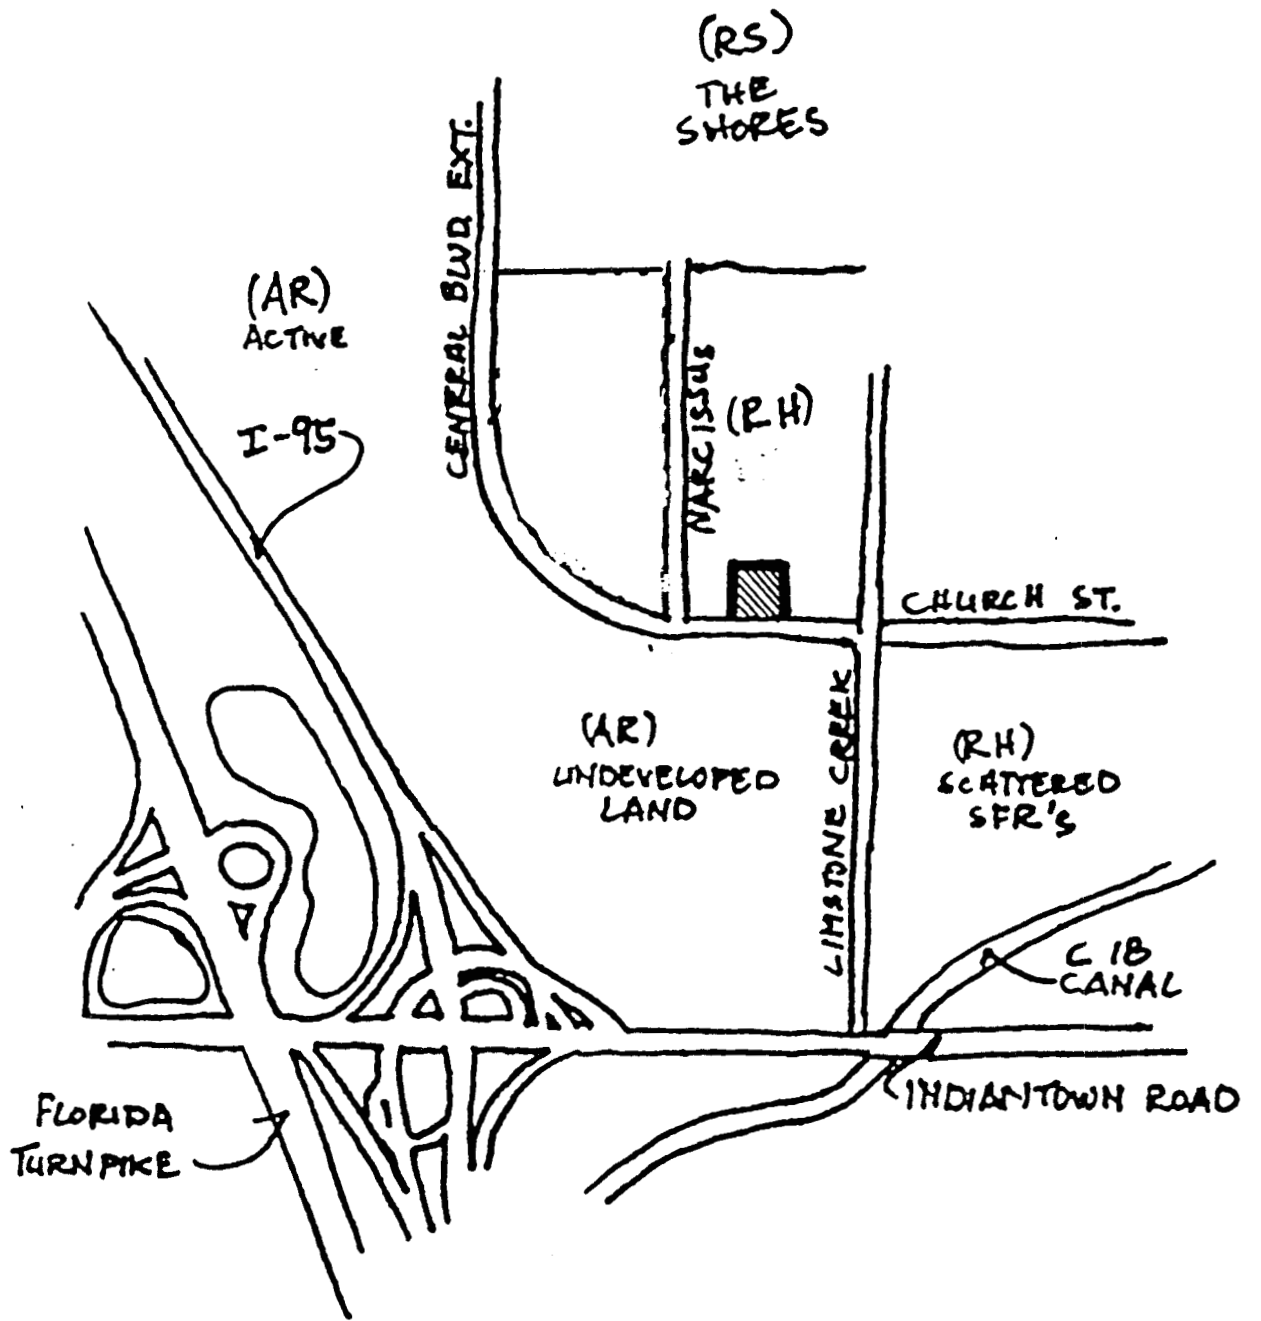 (RS)
THE
SHORES
CENRRAL BLVD EXT.
(AR)
ACTIVE
I-95
NARCISSUS
(RH)
CHURCH ST.
(AR)
UNDEVELOPED
LAND
LIMSTONE CREEK
(RH)
SCATTERED
SFR'S
C 18
CANAL
INDIANTOWN ROAD
FLORIDA
TURNPIKE